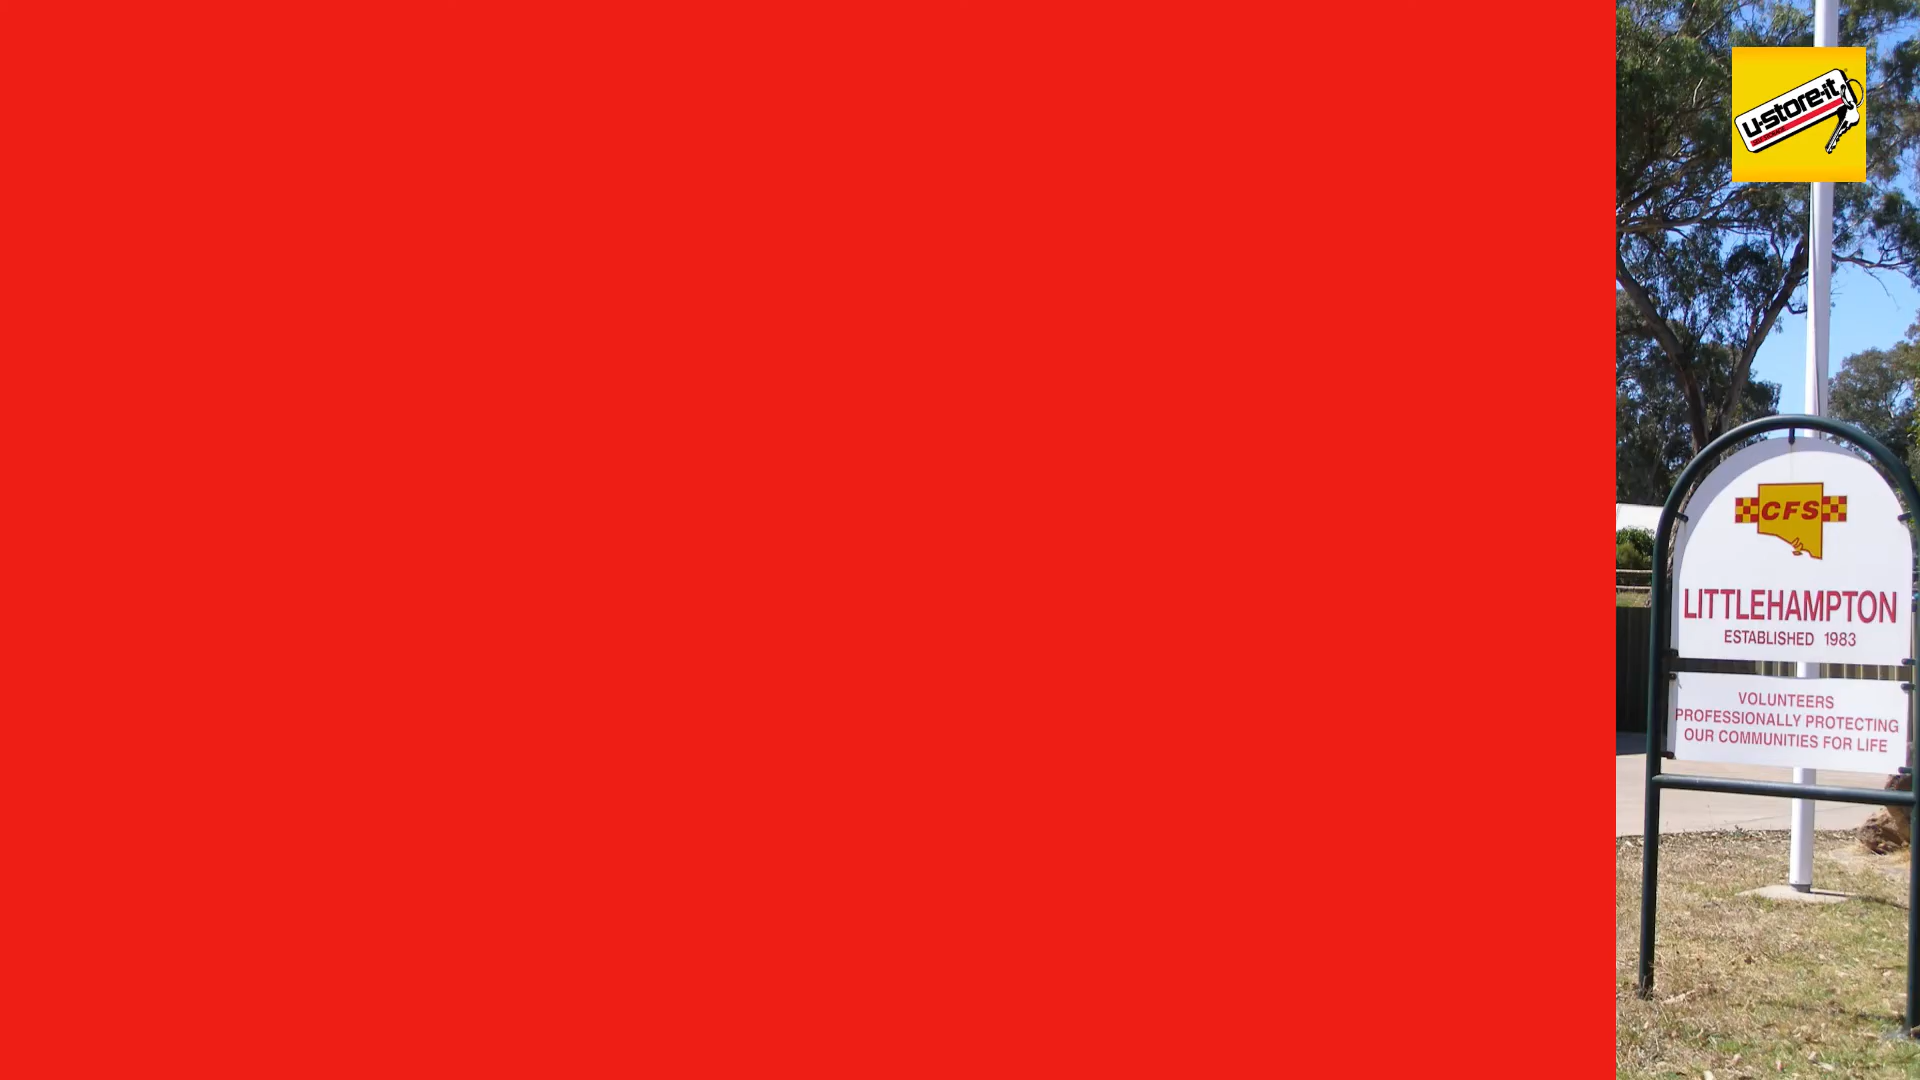 u-store-it
CFS
LITTLEHAMPTON
ESTABLISHED 1983
VOLUNTEERS
PROFESSIONALLY PROTECTING
OUR COMMUNITIES FOR LIFE